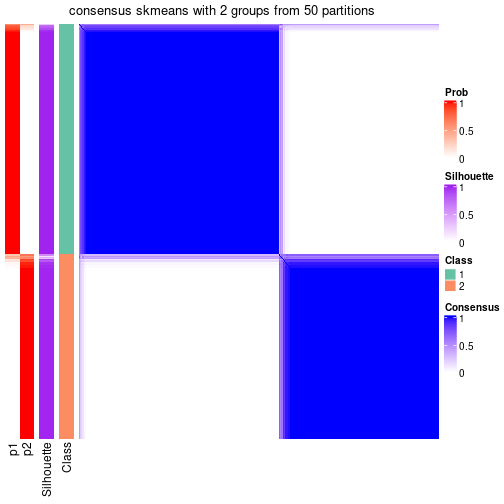 consensus skmeans with 2 groups from 50 partitions
Prob
1
0.5
0
Silhouette
1
0.5
0
Class
1
2
Consensus
1
0.5
0
p1
p2
Silhouette
Class